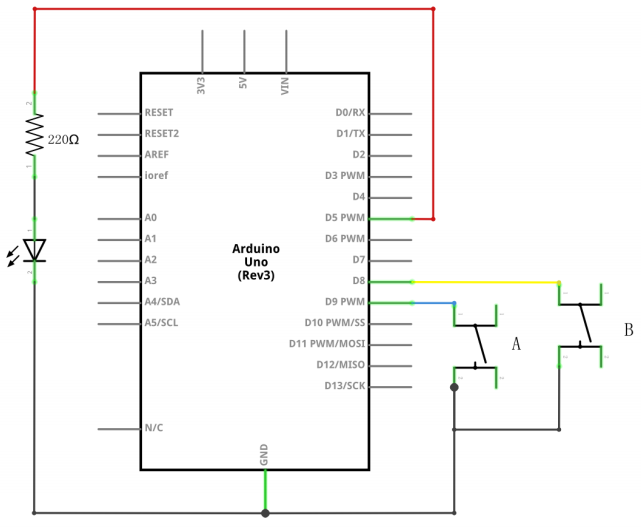 3V3
5V
VIN
RESET
RESET2
AREF
ioref
A0
A1
A2
A3
A4/SDA
A5/SCL
N/C
Arduino
Uno
(Rev3)
D0/RX
D1/TX
D2
D3 PWM
D4
D5 PWM
D6 PWM
D7
D8
D9 PWM
D10 PWM/SS
D11 PWM/MOSI
D12/MISO
D13/SCK
GND
2
220Ω
1
1
2
A
B